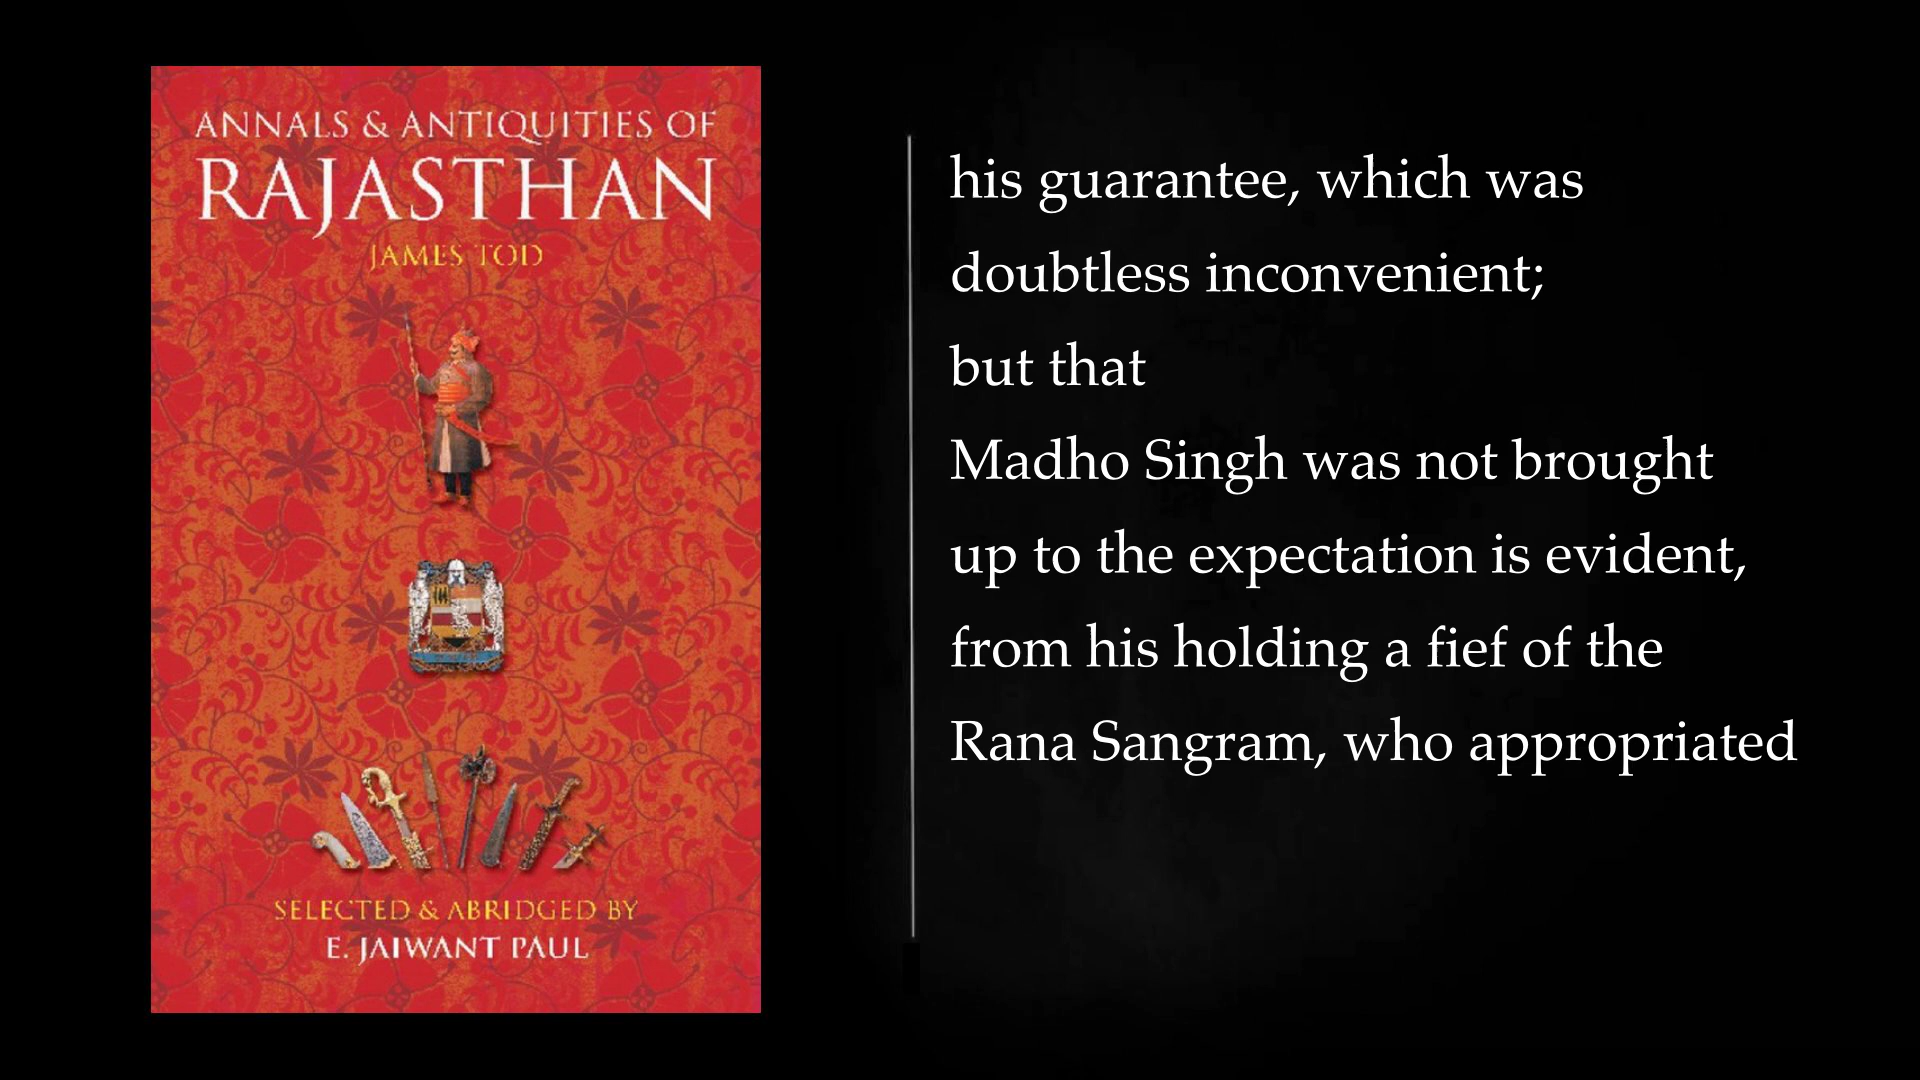 ANNALS & ANTIQUITIES OF
RAJASTHAN
JAMES TOD
SELECTED & ABRIDGED BY
E. JAIWANT PAUL
his guarantee, which was
doubtless inconvenient;
but that
Madho Singh was not brought
up to the expectation is evident,
from his holding a fief of the
Rana Sangram, who appropriated